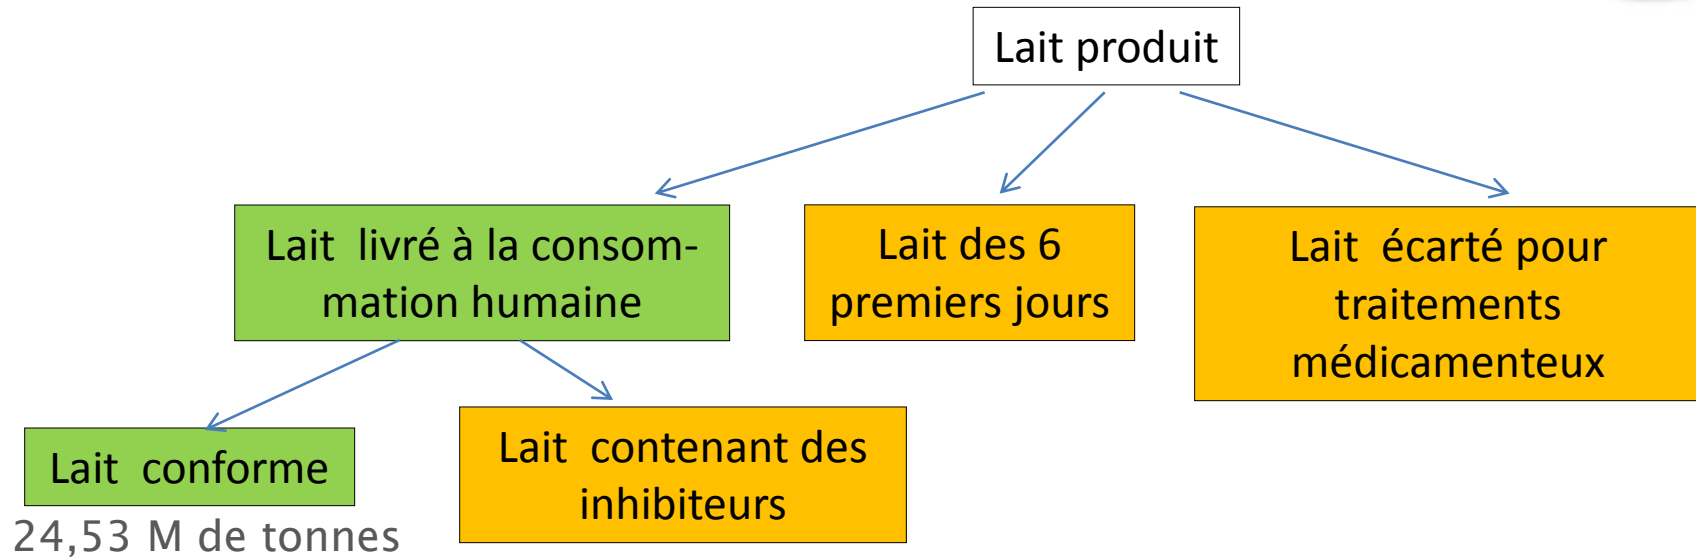 Lait produit
Lait livré à la consom-
mation humaine
Lait des 6
premiers jours
Lait écarté pour
traitements
médicamenteux
Lait conforme
24,53 M de tonnes
Lait contenant des
inhibiteurs